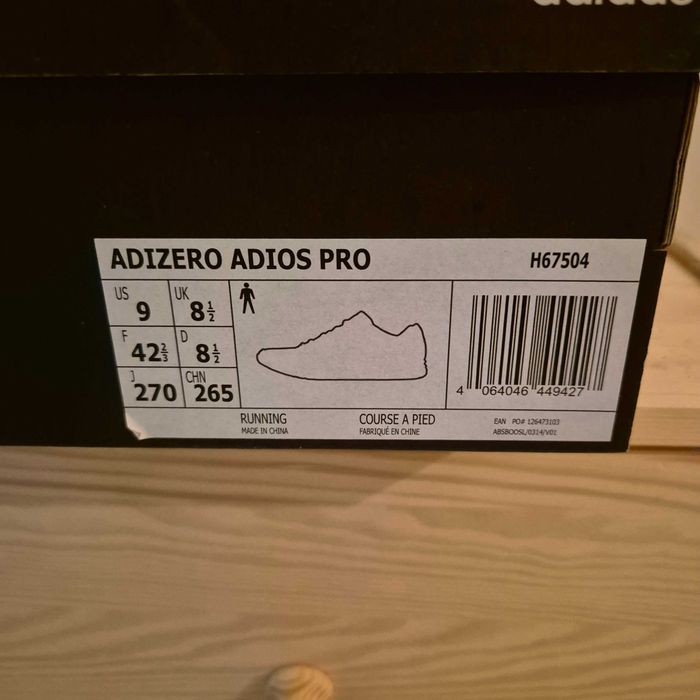 adidas
ADIZERO ADIOS PRO H67504
US UK
9 8½
F D
42⅔ 8½
J CHN
270 265
4 064046 449427
RUNNING COURSE A PIED
MADE IN CHINA FABRIQUÉ EN CHINE
EAN PO# 126473103
ABSBOOSL/0314/V01